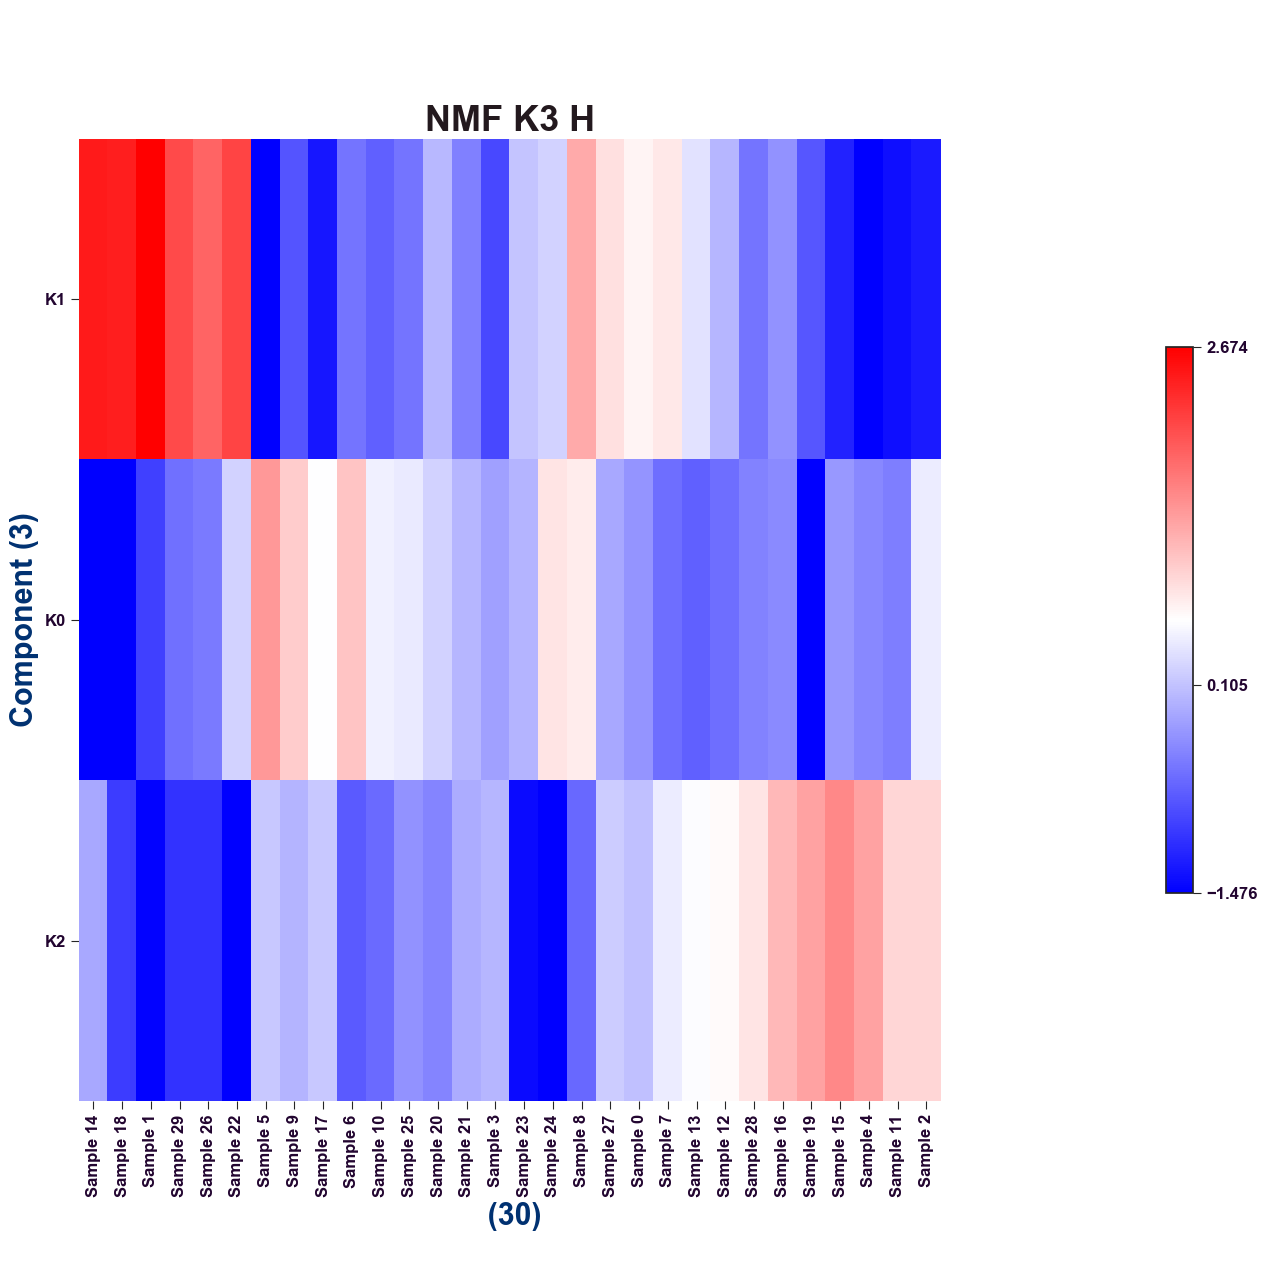 NMF K3 H
Component (3)
K1
K0
K2
2.674
0.105
−1.476
Sample 14
Sample 18
Sample 1
Sample 29
Sample 26
Sample 22
Sample 5
Sample 9
Sample 17
Sample 6
Sample 10
Sample 25
Sample 20
Sample 21
Sample 3
Sample 23
Sample 24
Sample 8
Sample 27
Sample 0
Sample 7
Sample 13
Sample 12
Sample 28
Sample 16
Sample 19
Sample 15
Sample 4
Sample 11
Sample 2
(30)